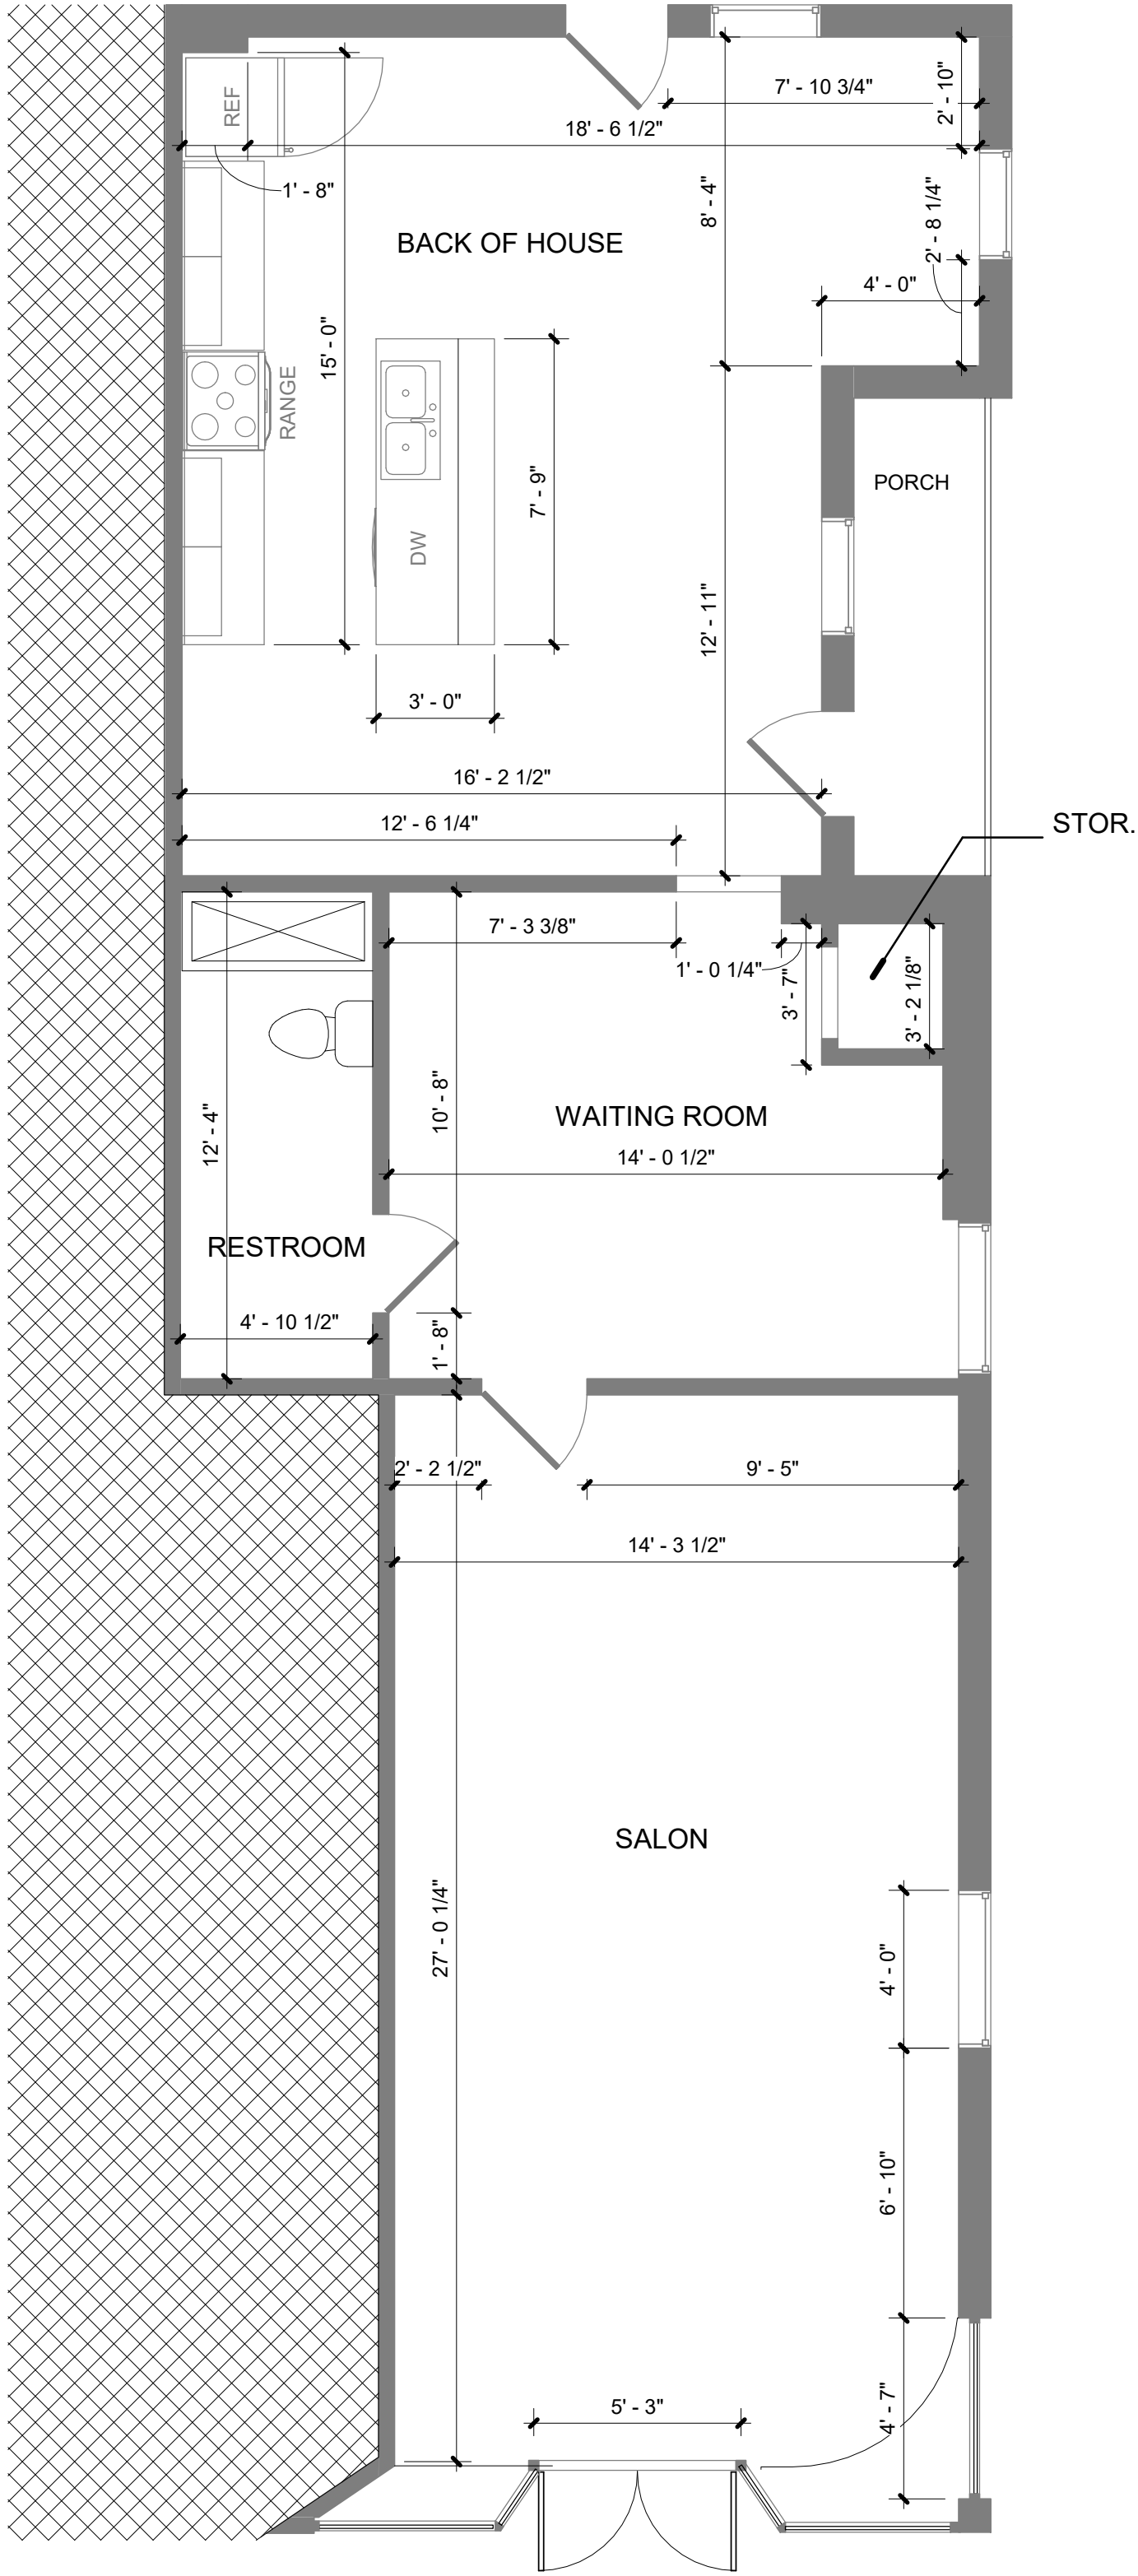 7' - 10 3/4"
2' - 10"
REF
18' - 6 1/2"
1' - 8"
8' - 4"
2' - 8 1/4"
BACK OF HOUSE
4' - 0"
15' - 0"
RANGE
PORCH
7' - 9"
DW
12' - 11"
3' - 0"
16' - 2 1/2"
12' - 6 1/4"
STOR.
7' - 3 3/8"
1' - 0 1/4"
3' - 7"
3' - 2 1/8"
10' - 8"
12' - 4"
WAITING ROOM
14' - 0 1/2"
RESTROOM
4' - 10 1/2"
1' - 8"
2' - 2 1/2"
9' - 5"
14' - 3 1/2"
SALON
27' - 0 1/4"
4' - 0"
6' - 10"
5' - 3"
4' - 7"